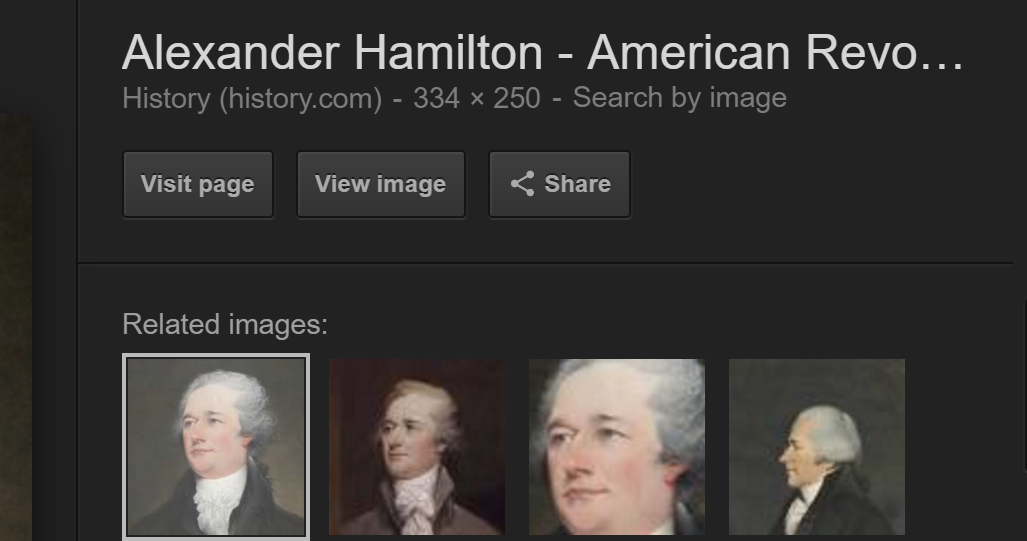 Alexander Hamilton - American Revo...
History (history.com) - 334 × 250 - Search by image
Visit page
View image
Share
Related images: